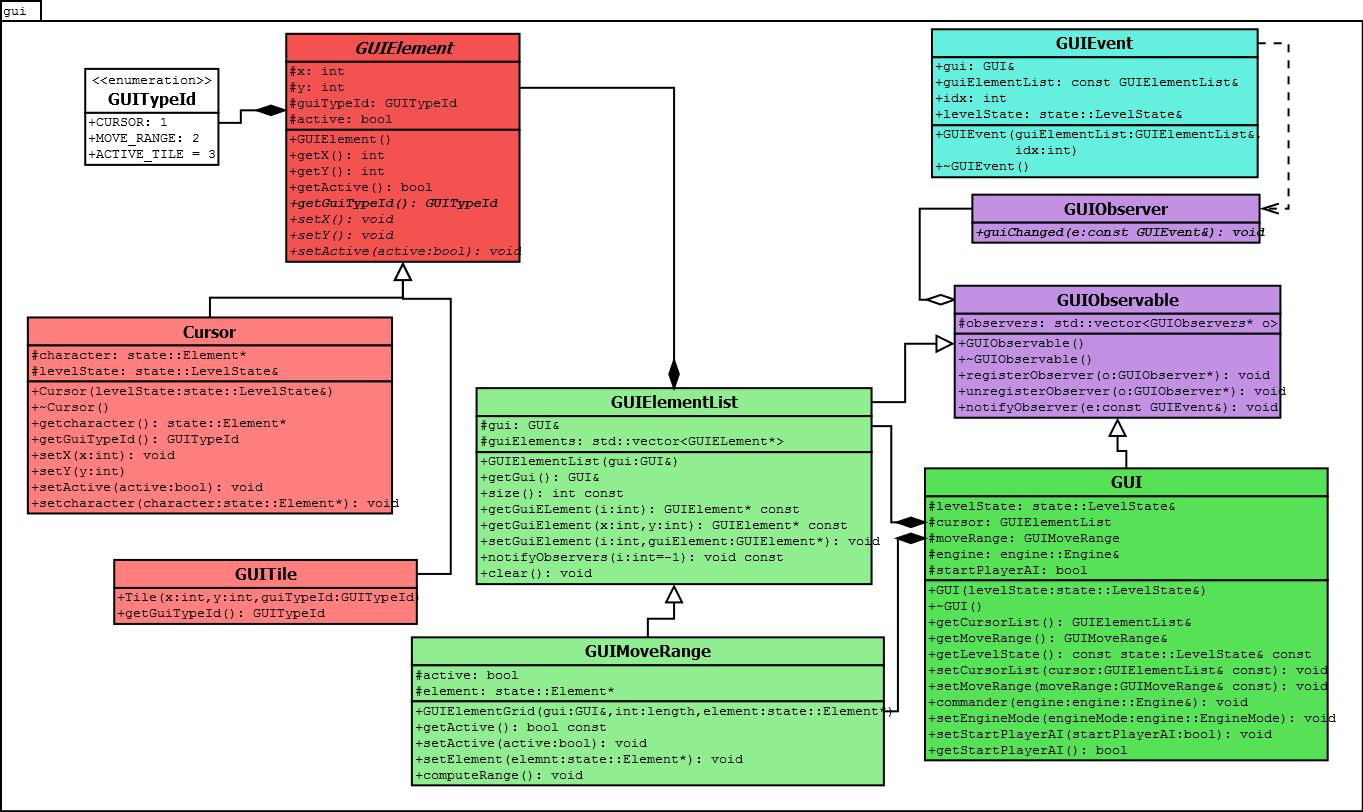 gui
GUIElement
#x: int
#y: int
#guiTypeId: GUITypeId
#active: bool
+GUIElement()
+getX(): int
+getY(): int
+getActive(): bool
+getGuiTypeId(): GUITypeId
+setX(): void
+setY(): void
+setActive(active:bool): void
<<enumeration>>
GUITypeId
+CURSOR: 1
+MOVE_RANGE: 2
+ACTIVE_TILE = 3
GUIEvent
+gui: GUI&
+guiElementList: const GUIElementList&
+idx: int
+levelState: state::LevelState&
+GUIEvent(guiElementList:GUIElementList&,
idx:int)
+~GUIEvent()
GUIObserver
+guiChanged(e:const GUIEvent&): void
GUIObservable
#observers: std::vector<GUIObservers* o>
+GUIObservable()
+~GUIObservable()
+registerObserver(o:GUIObserver*): void
+unregisterObserver(o:GUIObserver*): void
+notifyObserver(e:const GUIEvent&): void
Cursor
#character: state::Element*
#levelState: state::LevelState&
+Cursor(levelState:state::LevelState&)
+~Cursor()
+getcharacter(): state::Element*
+getGuiTypeId(): GUITypeId
+setX(x:int): void
+setY(y:int)
+setActive(active:bool): void
+setcharacter(character:state::Element*): void
GUIElementList
#gui: GUI&
#guiElements: std::vector<GUIELement*>
+GUIElementList(gui:GUI&)
+getGui(): GUI&
+size(): int const
+getGuiELement(i:int): GUIElement* const
+getGuiElement(x:int,y:int): GUIElement* const
+setGuiElement(i:int,guiElement:GUIElement*): void
+notifyObservers(i:int=-1): void const
+clear(): void
GUI
#levelState: state::LevelState&
#cursor: GUIElementList
#moveRange: GUIMoveRange
#engine: engine::Engine&
#startPlayerAI: bool
+GUI(levelState:state::LevelState&)
+~GUI()
+getCursorList(): GUIElementList&
+getMoveRange(): GUIMoveRange&
+getLevelState(): const state::LevelState& const
+setCursorList(cursor:GUIElementList& const): void
+setMoveRange(moveRange:GUIMoveRange& const): void
+commander(engine:engine::Engine&): void
+setEngineMode(engineMode:engine::EngineMode): void
+setStartPlayerAI(startPlayerAI:bool): void
+getStartPlayerAI(): bool
GUITile
+Tile(x:int,y:int,guiTypeId:GUITypeId)
+getGuiTypeId(): GUITypeId
GUIMoveRange
#active: bool
#element: state::Element*
+GUIElementGrid(gui:GUI&,int:length,element:state::Element*)
+getActive(): bool const
+setActive(active:bool): void
+setElement(elemnt:state::Element*): void
+computeRange(): void